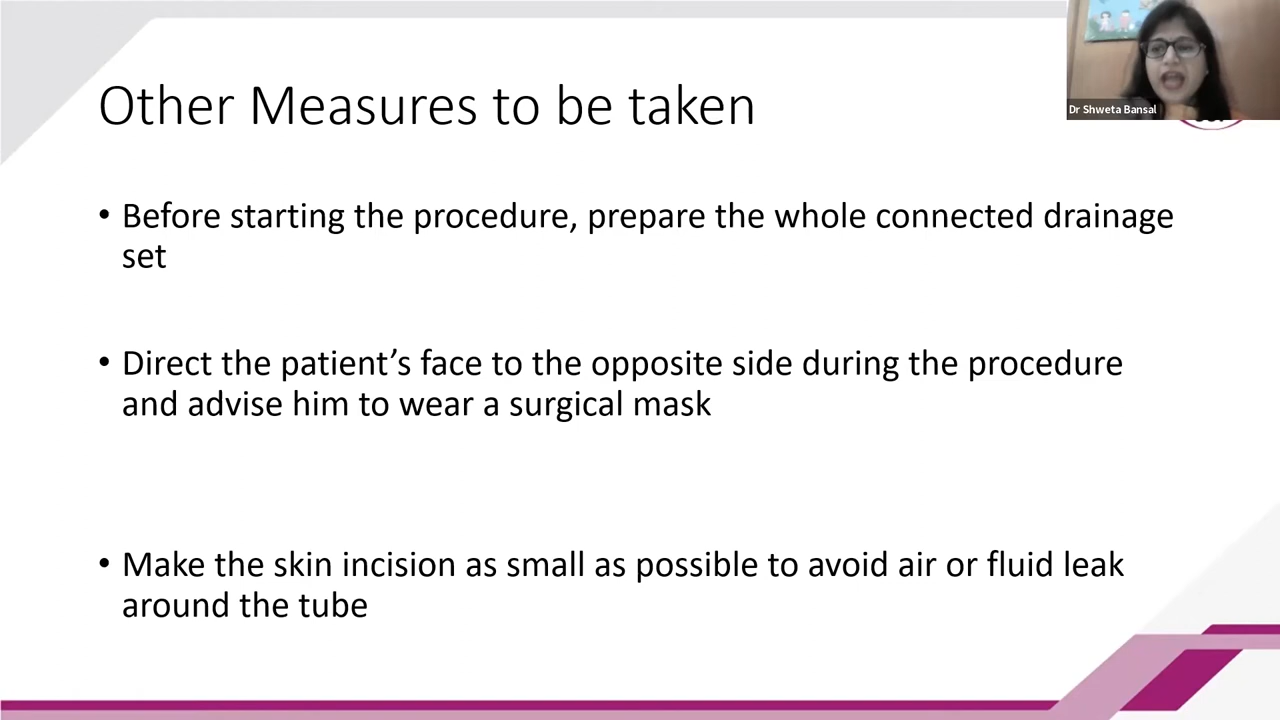 Dr Shweta Bansal
Other Measures to be taken
• Before starting the procedure, prepare the whole connected drainage
set
• Direct the patient’s face to the opposite side during the procedure
and advise him to wear a surgical mask
• Make the skin incision as small as possible to avoid air or fluid leak
around the tube